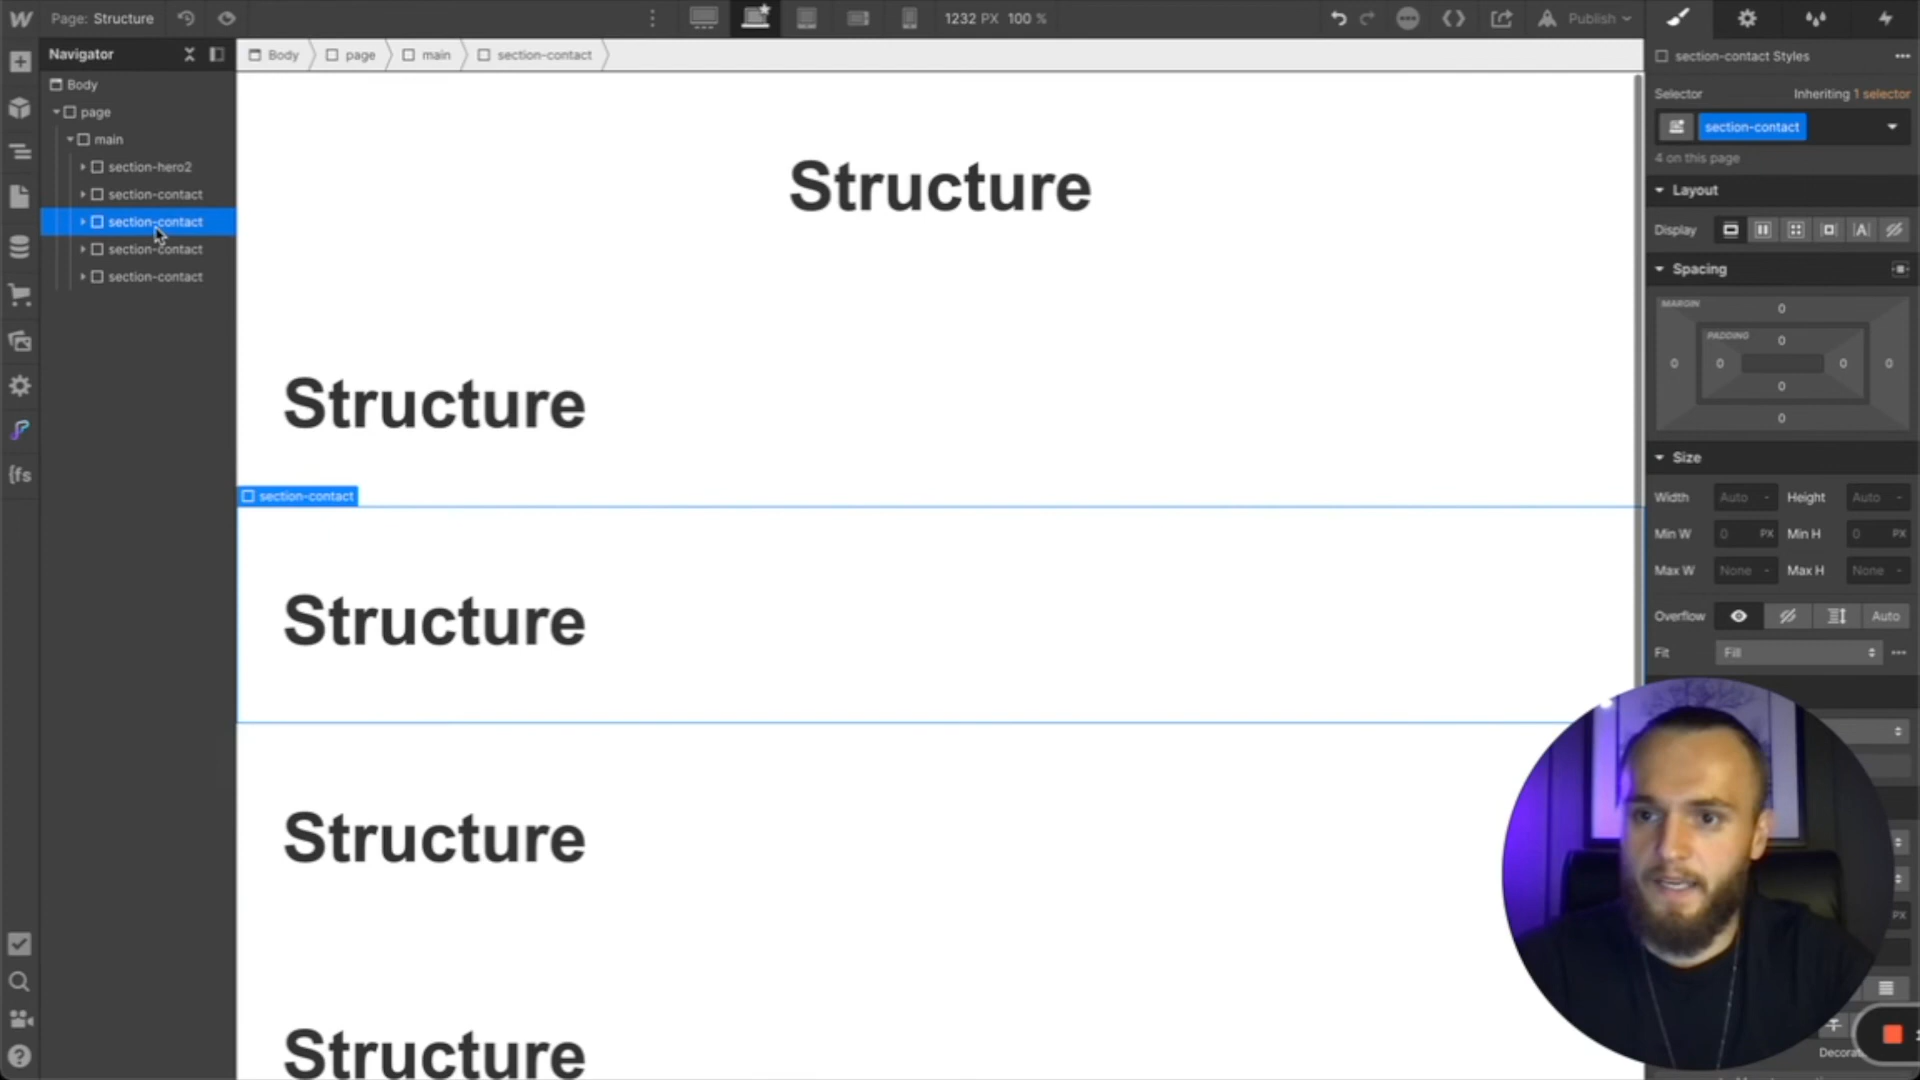 Page: Structure
1232 PX 100 %
Publish
Navigator
Body
page
main
section-contact
section-contact Styles
Body
page
main
section-hero2
section-contact
section-contact
section-contact
section-contact
Structure
Structure
section-contact
Structure
Structure
Structure
Selector
Inheriting 1 selector
section-contact
4 on this page
Layout
Display
Spacing
MARGIN
0
PADDING
0
0
0
0
0
0
0
Size
Width
Auto
-
Height
Auto
-
Min W
0
PX
Min H
0
PX
Max W
None
-
Max H
None
-
Overflow
Auto
Fit
Fill
PX
{fs